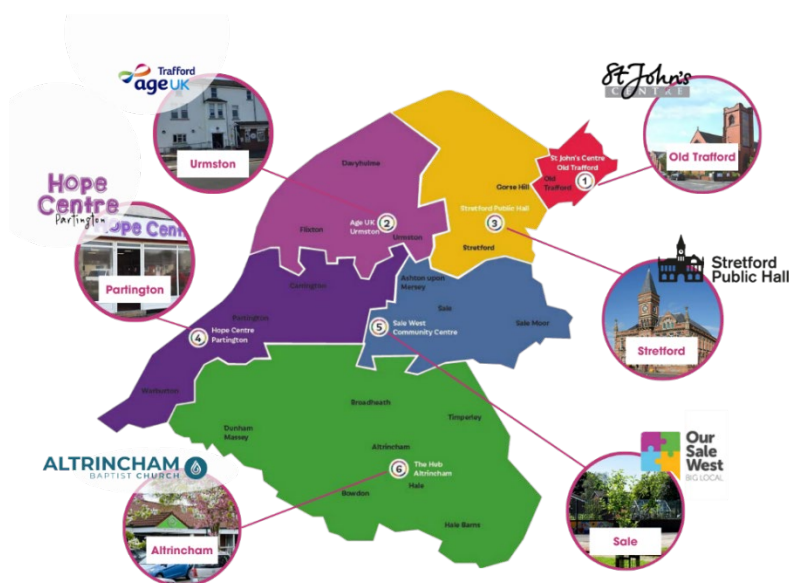 Trafford
age UK
Urmston
St John's
CENTRE
Old Trafford
Hope
Centre
Partington
Hope Cent
Partington
Davyhulme
Flixton
Age UK
Urmston
2
Urmston
Gorse Hill
Stretford Public Hall
3
Stretford
St John's Centre
Old Trafford
1
Old
Trafford
Stretford
Public Hall
Stretford
Carrington
Partington
4
Hope Centre
Partington
Warburton
Ashton upon
Mersey
Sale
5
Sale West
Community Centre
Sale Moor
Broadheath
Timperley
Dunham
Massey
Altrincham
6
The Hub
Altrincham
Hale
Bowdon
Hale Barns
ALTRINCHAM
BAPTIST CHURCH
Altrincham
Our
Sale
West
BIG LOCAL
Sale